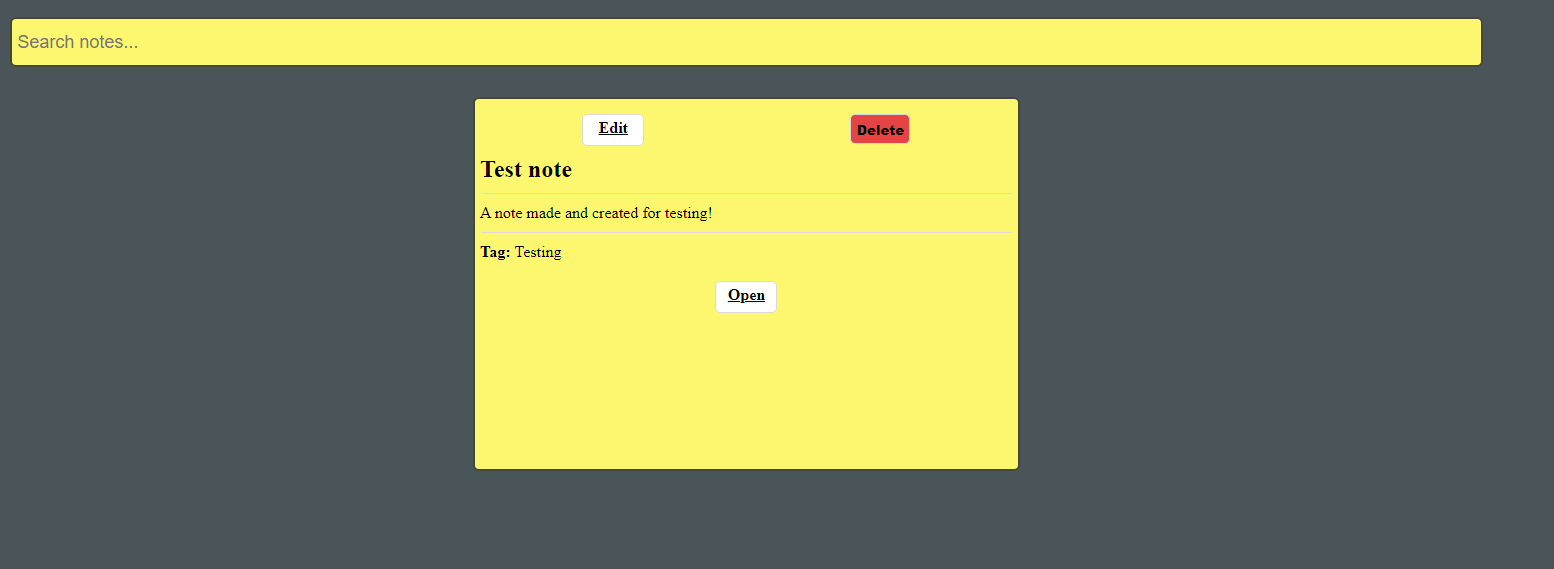 Search notes...
Edit Delete
Test note
A note made and created for testing!
Tag: Testing
Open